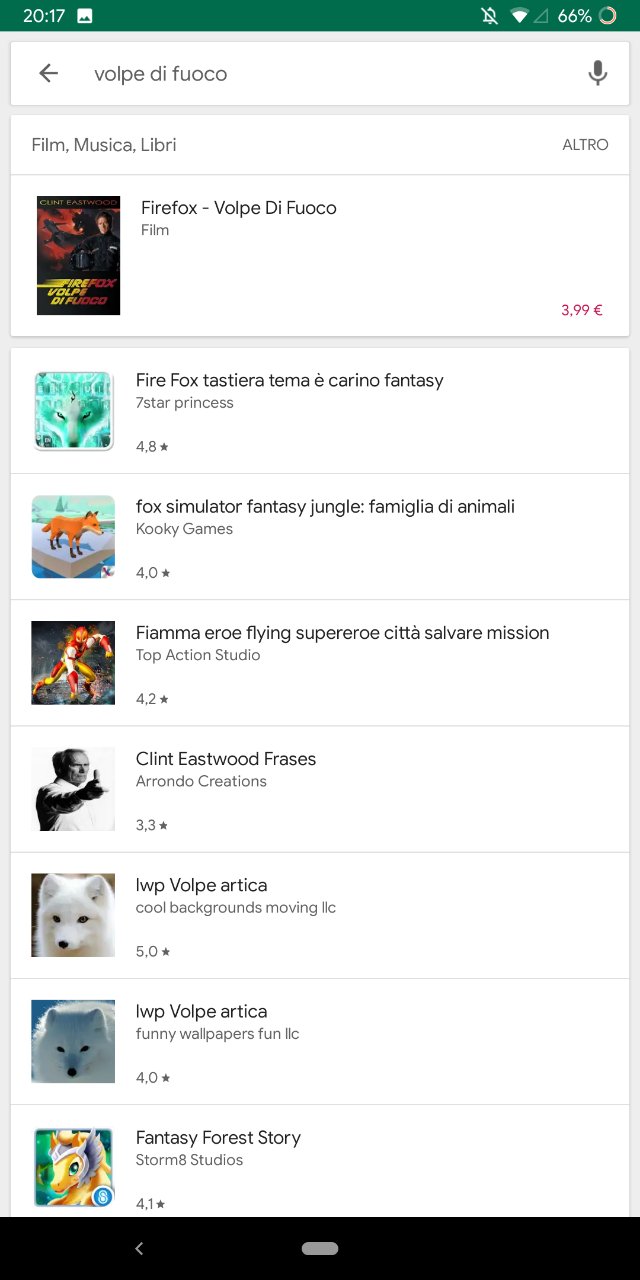 20:17
66%
volpe di fuoco
Film, Musica, Libri
ALTRO
CLINT EASTWOOD
FIREFOX
VOLPE
DI FUOCO
Firefox - Volpe Di Fuoco
Film
3,99 €
Fire Fox tastiera tema è carino fantasy
7star princess
4,8
fox simulator fantasy jungle: famiglia di animali
Kooky Games
4,0
Fiamma eroe flying supereroe città salvare mission
Top Action Studio
4,2
Clint Eastwood Frases
Arrondo Creations
3,3
lwp Volpe artica
cool backgrounds moving llc
5,0
lwp Volpe artica
funny wallpapers fun llc
4,0
Fantasy Forest Story
Storm8 Studios
4,1